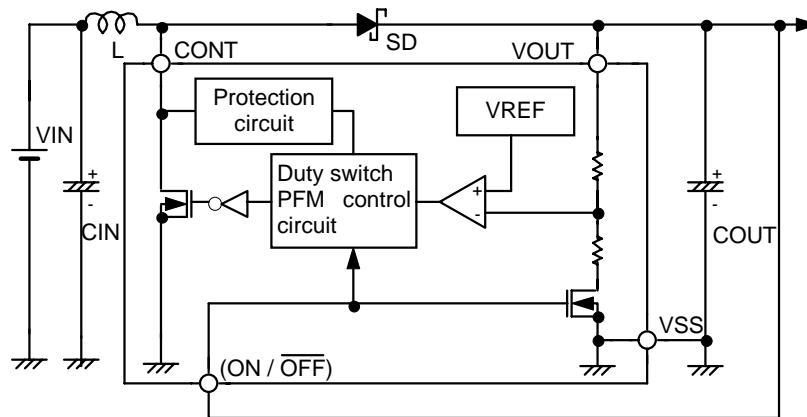 L
CONT
SD
VOUT
Protection
circuit
VREF
VIN
Duty switch
PFM control
circuit
+
-
+
-
+
-
CIN
COUT
VSS
(ON / OFF)